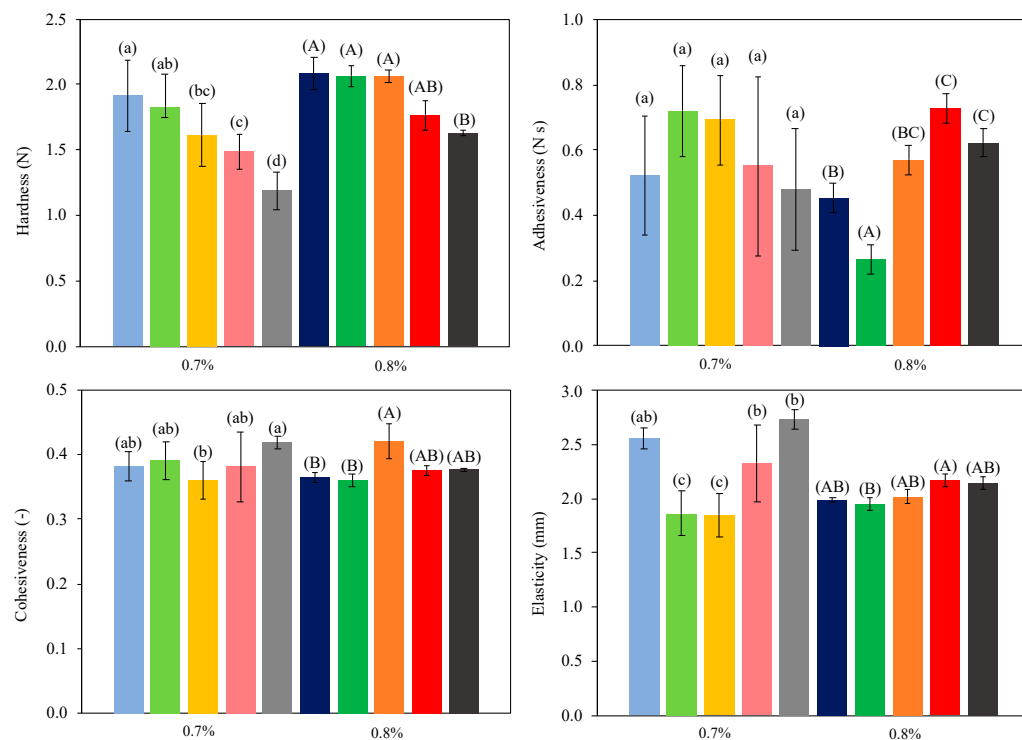 2.5
2.0
1.5
1.0
0.5
0.0
Hardness (N)
(a)
(ab)
(bc)
(c)
(d)
(A)
(A)
(A)
(AB)
(B)
0.7%
0.8%
1.0
0.8
0.6
0.4
0.2
0.0
Adhesiveness (N s)
(a)
(a)
(a)
(a)
(a)
(B)
(A)
(BC)
(C)
(C)
0.7%
0.8%
0.5
0.4
0.3
0.2
0.1
0.0
Cohesiveness (-)
(ab)
(ab)
(b)
(ab)
(a)
(B)
(B)
(A)
(AB)
(AB)
0.7%
0.8%
3.0
2.5
2.0
1.5
1.0
0.5
0.0
Elasticity (mm)
(ab)
(c)
(c)
(b)
(b)
(AB)
(B)
(AB)
(A)
(AB)
0.7%
0.8%